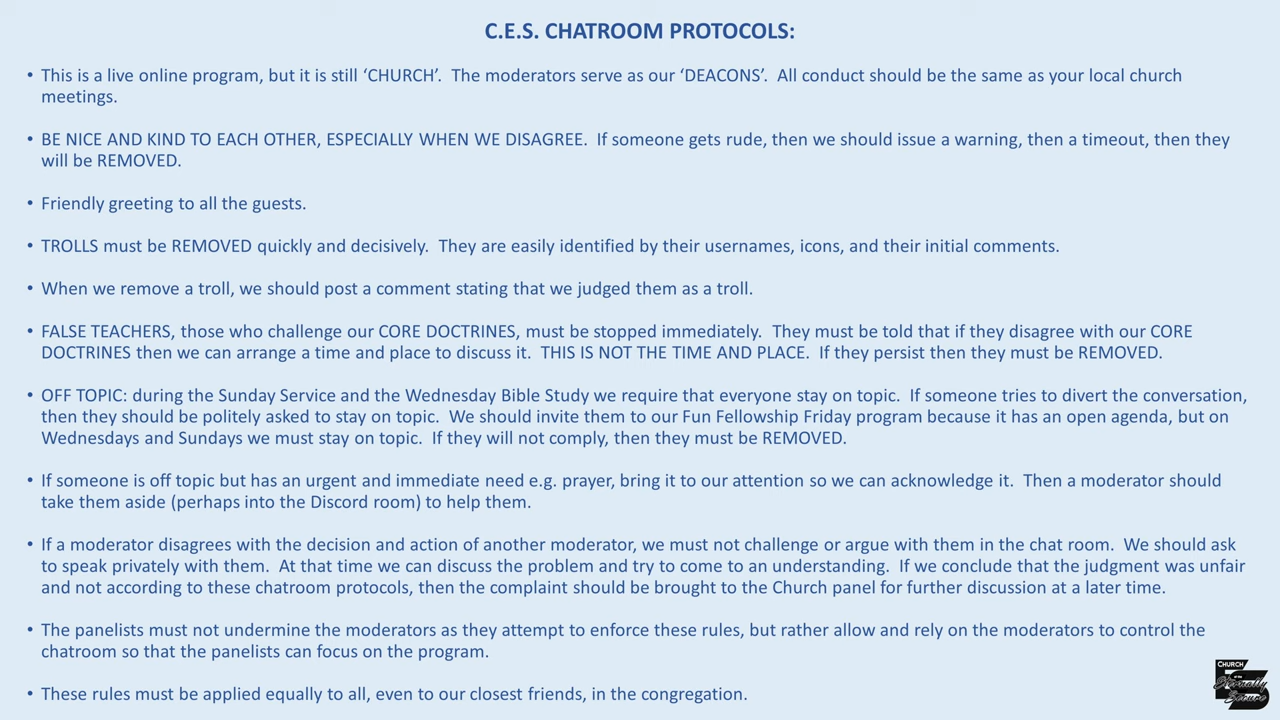 C.E.S. CHATROOM PROTOCOLS:
• This is a live online program, but it is still ‘CHURCH’.  The moderators serve as our ‘DEACONS’.  All conduct should be the same as your local church
meetings.
• BE NICE AND KIND TO EACH OTHER, ESPECIALLY WHEN WE DISAGREE.  If someone gets rude, then we should issue a warning, then a timeout, then they
will be REMOVED.
• Friendly greeting to all the guests.
• TROLLS must be REMOVED quickly and decisively.  They are easily identified by their usernames, icons, and their initial comments.
• When we remove a troll, we should post a comment stating that we judged them as a troll.
• FALSE TEACHERS, those who challenge our CORE DOCTRINES, must be stopped immediately.  They must be told that if they disagree with our CORE
DOCTRINES then we can arrange a time and place to discuss it.  THIS IS NOT THE TIME AND PLACE.  If they persist then they must be REMOVED.
• OFF TOPIC: during the Sunday Service and the Wednesday Bible Study we require that everyone stay on topic.  If someone tries to divert the conversation,
then they should be politely asked to stay on topic.  We should invite them to our Fun Fellowship Friday program because it has an open agenda, but on
Wednesdays and Sundays we must stay on topic.  If they will not comply, then they must be REMOVED.
• If someone is off topic but has an urgent and immediate need e.g. prayer, bring it to our attention so we can acknowledge it.  Then a moderator should
take them aside (perhaps into the Discord room) to help them.
• If a moderator disagrees with the decision and action of another moderator, we must not challenge or argue with them in the chat room.  We should ask
to speak privately with them.  At that time we can discuss the problem and try to come to an understanding.  If we conclude that the judgment was unfair
and not according to these chatroom protocols, then the complaint should be brought to the Church panel for further discussion at a later time.
• The panelists must not undermine the moderators as they attempt to enforce these rules, but rather allow and rely on the moderators to control the
chatroom so that the panelists can focus on the program.
• These rules must be applied equally to all, even to our closest friends, in the congregation.
CHURCH
of the
Eternally
Secure